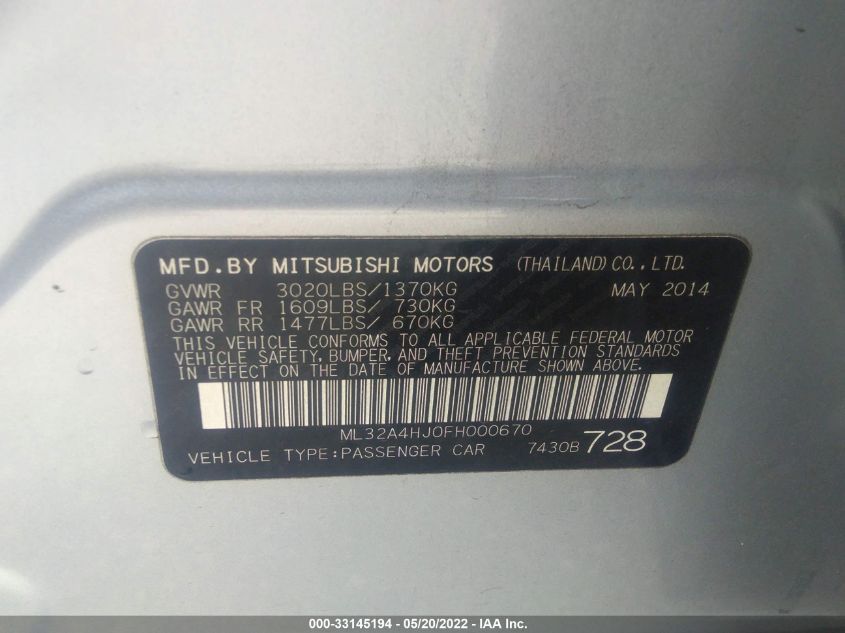 MFD.BY MITSUBISHI MOTORS (THAILAND)CO.,LTD.
GVWR 3020LBS/1370KG MAY 2014
GAWR FR 1609LBS/ 730KG
GAWR RR 1477LBS/ 670KG
THIS VEHICLE CONFORMS TO ALL APPLICABLE FEDERAL MOTOR
VEHICLE SAFETY, BUMPER, AND THEFT PREVENTION STANDARDS
IN EFFECT ON THE DATE OF MANUFACTURE SHOWN ABOVE.
ML32A4HJ0FH000670
VEHICLE TYPE:PASSENGER CAR 7430B 728
000-33145194 - 05/20/2022 - IAA Inc.